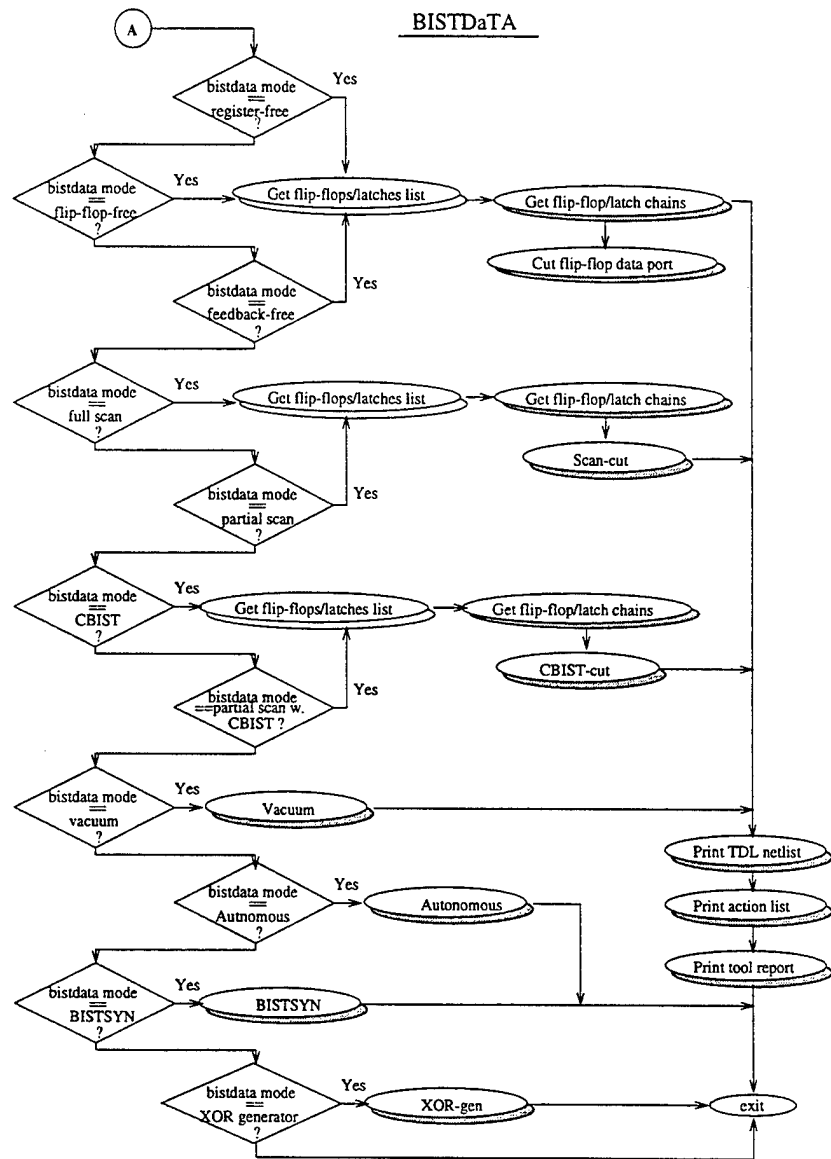 BISTDaTA
A
bistdata mode
==
register-free
?
Yes
bistdata mode
==
flip-flop-free
?
Yes
Get flip-flops/latches list
Get flip-flop/latch chains
Cut flip-flop data port
bistdata mode
==
feedback-free
?
Yes
bistdata mode
==
full scan
?
Yes
Get flip-flops/latches list
Get flip-flop/latch chains
Scan-cut
bistdata mode
==
partial scan
?
Yes
bistdata mode
==
CBIST
?
Yes
Get flip-flops/latches list
Get flip-flop/latch chains
CBIST-cut
bistdata mode
==partial scan w.
CBIST ?
Yes
bistdata mode
==
vacuum
?
Yes
Vacuum
Print TDL netlist
bistdata mode
==
Autnomous
?
Yes
Autonomous
Print action list
Print tool report
bistdata mode
==
BISTSYN
?
Yes
BISTSYN
bistdata mode
==
XOR generator
?
Yes
XOR-gen
exit